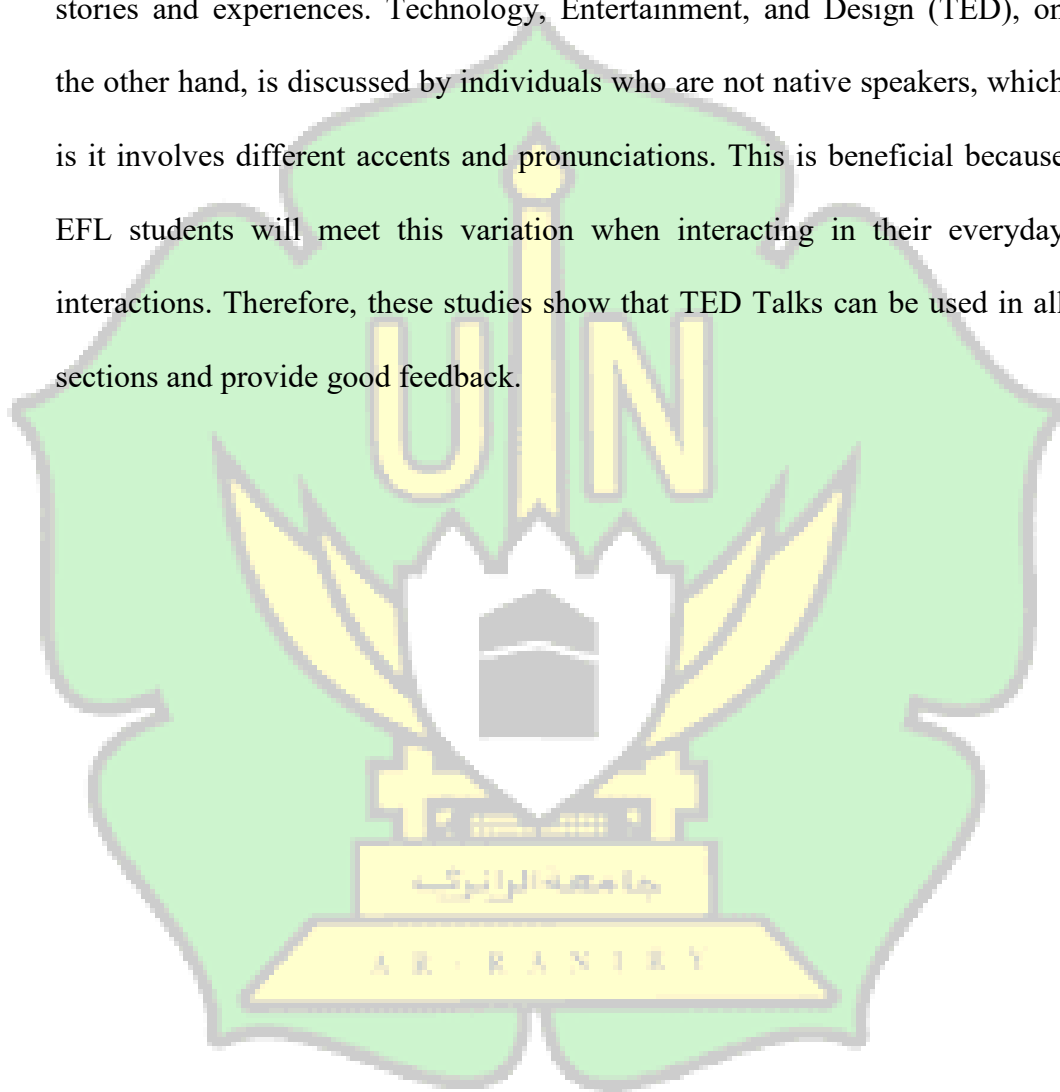 stories and experiences. Technology, Entertainment, and Design (TED), on
the other hand, is discussed by individuals who are not native speakers, which
is it involves different accents and pronunciations. This is beneficial because
EFL students will meet this variation when interacting in their everyday
interactions. Therefore, these studies show that TED Talks can be used in all
sections and provide good feedback.
UIN
جامعة الرانري
AR-RANIRY